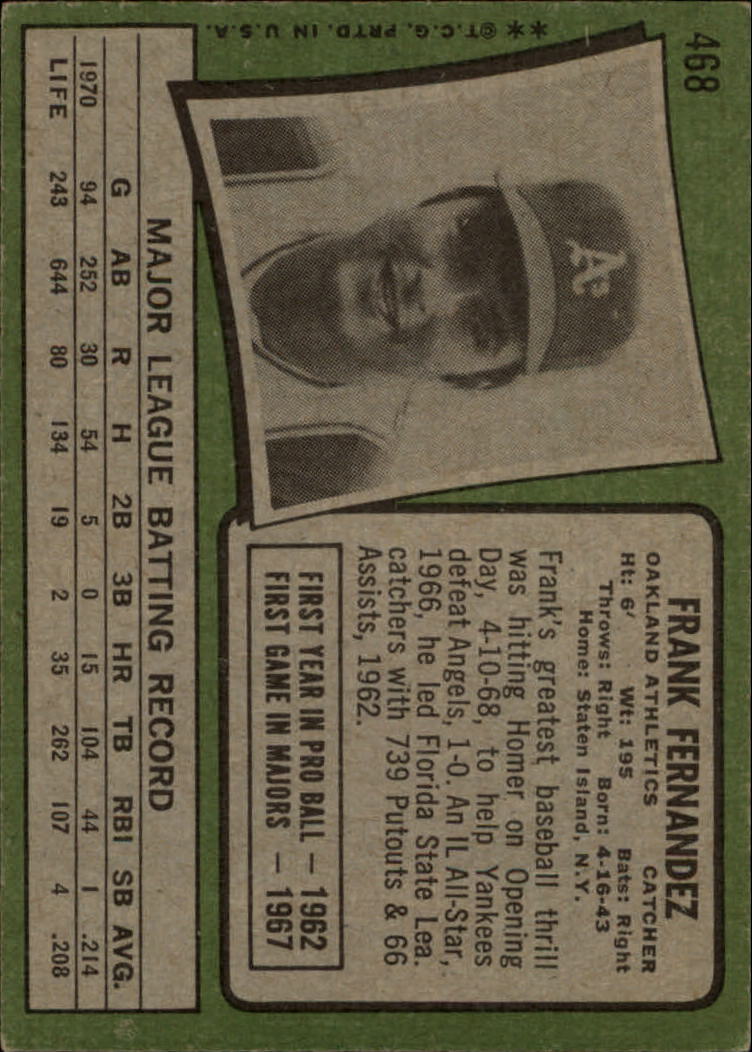 468
**©T.C.G. PRTD. IN U.S.A.
A's
FRANK FERNANDEZ
OAKLAND ATHLETICS CATCHER
Ht: 6' Wt: 195 Bats: Right
Throws: Right Born: 4-16-43
Home: Staten Island, N.Y.
Frank's greatest baseball thrill
was hitting Homer on Opening
Day, 4-10-68, to help Yankees
defeat Angels, 1-0. An IL All-Star,
1966, he led Florida State Lea.
catchers with 739 Putouts & 66
Assists, 1962.
FIRST YEAR IN PRO BALL — 1962
FIRST GAME IN MAJORS — 1967
MAJOR LEAGUE BATTING RECORD
G AB R H 2B 3B HR TB RBI SB AVG.
1970 94 252 30 54 5 0 15 104 44 1 .214
LIFE 243 644 80 134 19 2 35 262 107 4 .208